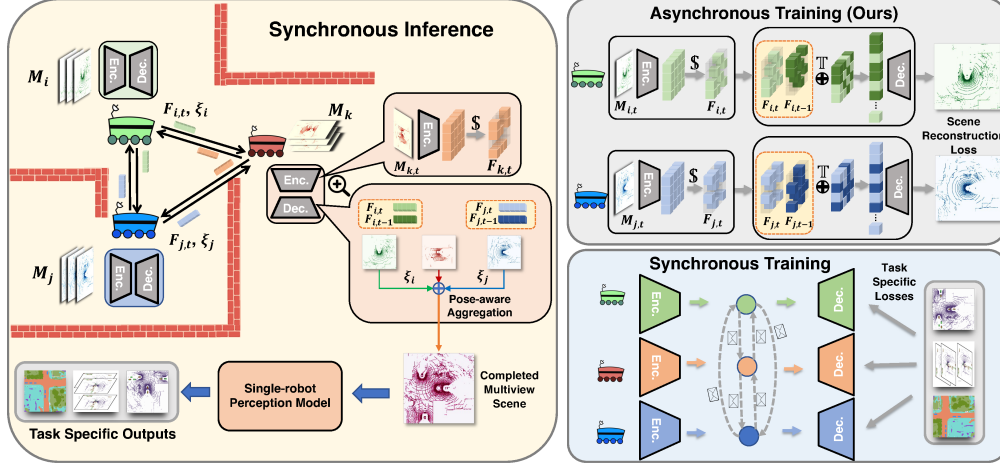 Synchronous Inference
M_i
Enc.
Dec.
F_{i,t}, ξ_i
M_k
Enc.
$
M_{k,t}
F_{k,t}
Enc.
Dec.
F_{i,t}
F_{i,t−1}
F_{j,t}
F_{j,t−1}
M_j
Enc.
Dec.
F_{j,t}, ξ_j
ξ_i
ξ_j
Pose-aware
Aggregation
Completed
Multiview
Scene
Single-robot
Perception Model
Task Specific Outputs
Asynchronous Training (Ours)
M_{i,t}
Enc.
$
F_{i,t}
F_{i,t}
F_{i,t−1}
𝕋
Dec.
Scene
Reconstruction
Loss
M_{j,t}
Enc.
$
F_{j,t}
F_{j,t}
F_{j,t−1}
𝕋
Dec.
Synchronous Training
Task
Specific
Losses
Enc.
Dec.
Enc.
Dec.
Enc.
Dec.